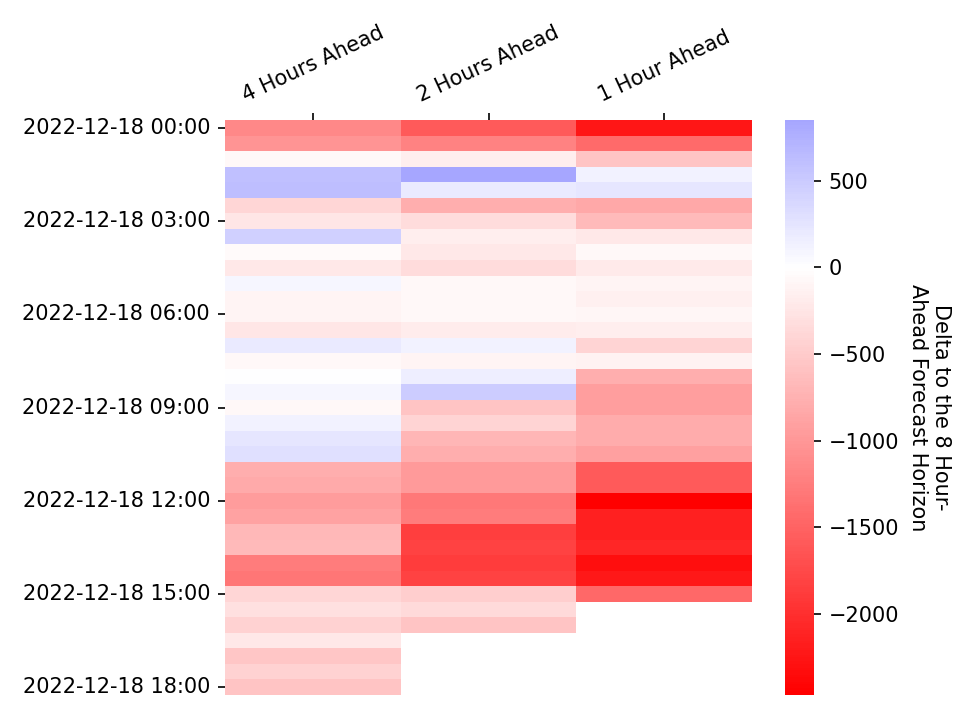 4 Hours Ahead
2 Hours Ahead
1 Hour Ahead
2022-12-18 00:00
2022-12-18 03:00
2022-12-18 06:00
2022-12-18 09:00
2022-12-18 12:00
2022-12-18 15:00
2022-12-18 18:00
500
0
−500
−1000
−1500
−2000
Delta to the 8 Hour-
Ahead Forecast Horizon